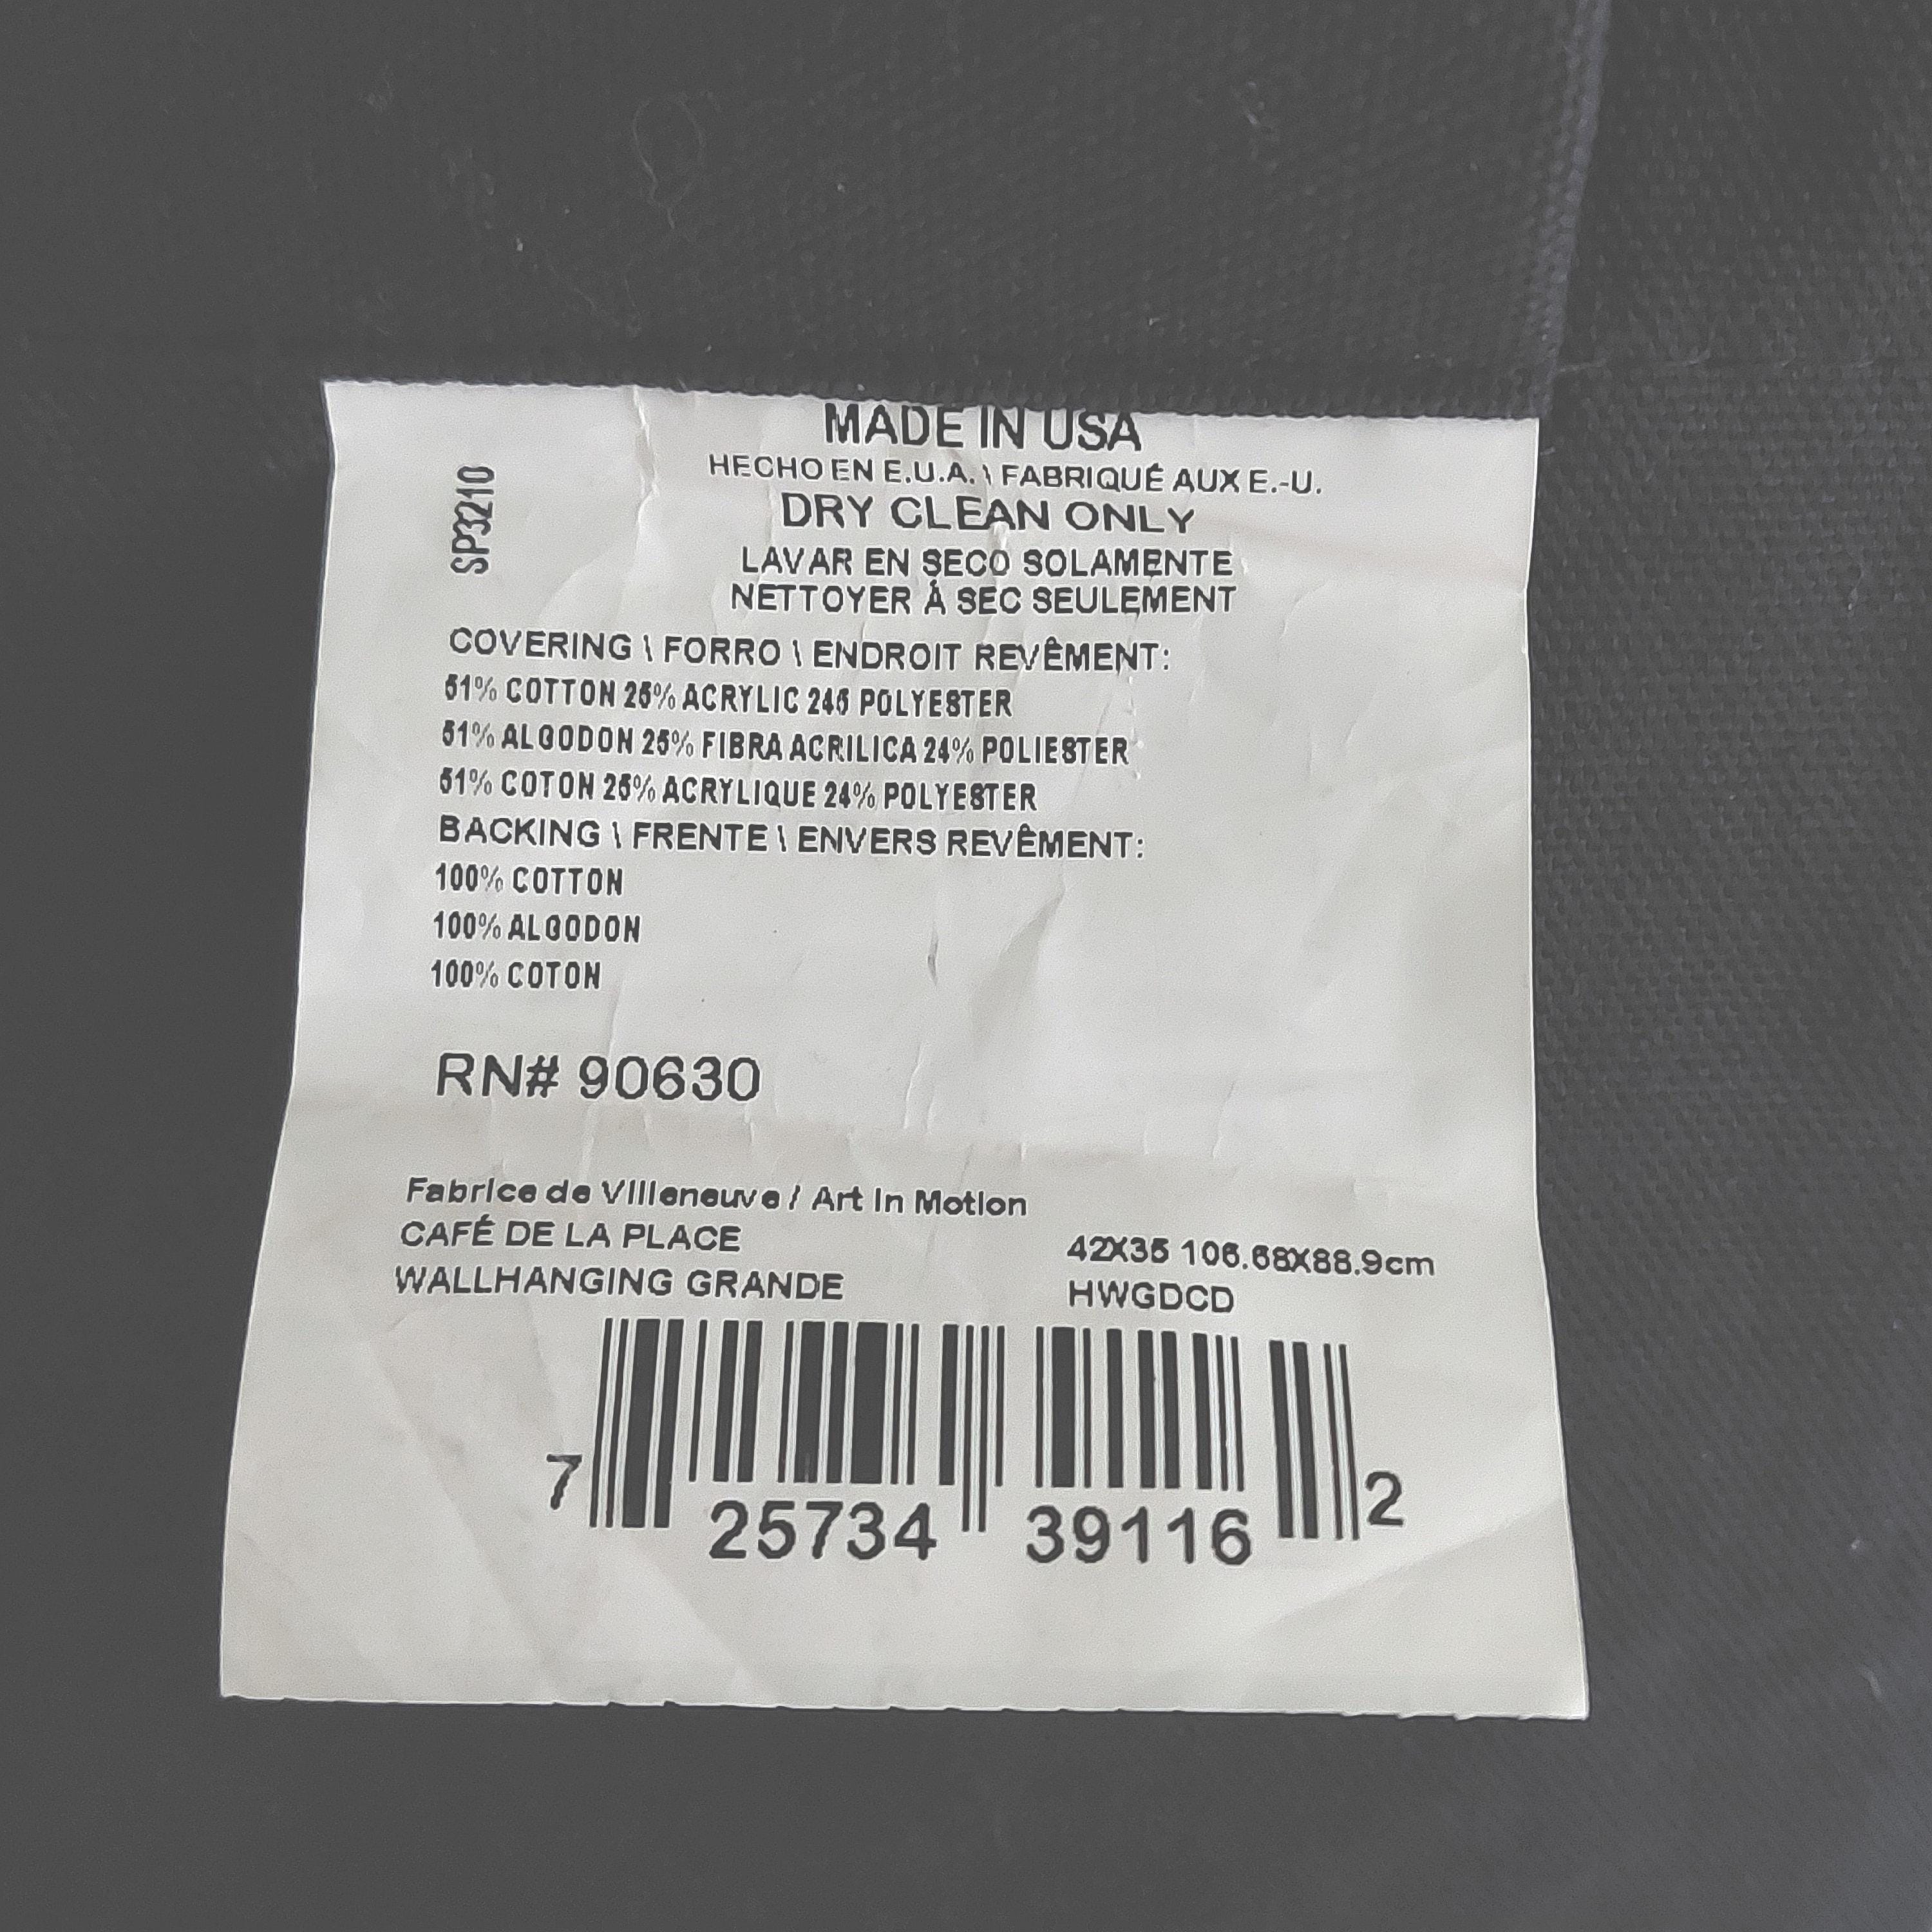 MADE IN USA
HECHO EN E.U.A. \ FABRIQUÉ AUX E.-U.
DRY CLEAN ONLY
LAVAR EN SECO SOLAMENTE
NETTOYER À SEC SEULEMENT
SP3210
COVERING \ FORRO \ ENDROIT REVÊMENT:
51% COTTON 25% ACRYLIC 245 POLYESTER
51% ALGODON 25% FIBRA ACRILICA 24% POLIESTER
51% COTON 25% ACRYLIQUE 24% POLYESTER
BACKING \ FRENTE \ ENVERS REVÊMENT:
100% COTTON
100% ALGODON
100% COTON
RN# 90630
Fabrice de Villeneuve / Art In Motion
CAFÉ DE LA PLACE
42X35 106.68X88.9cm
WALLHANGING GRANDE
HWGDCD
7 25734 39116 2